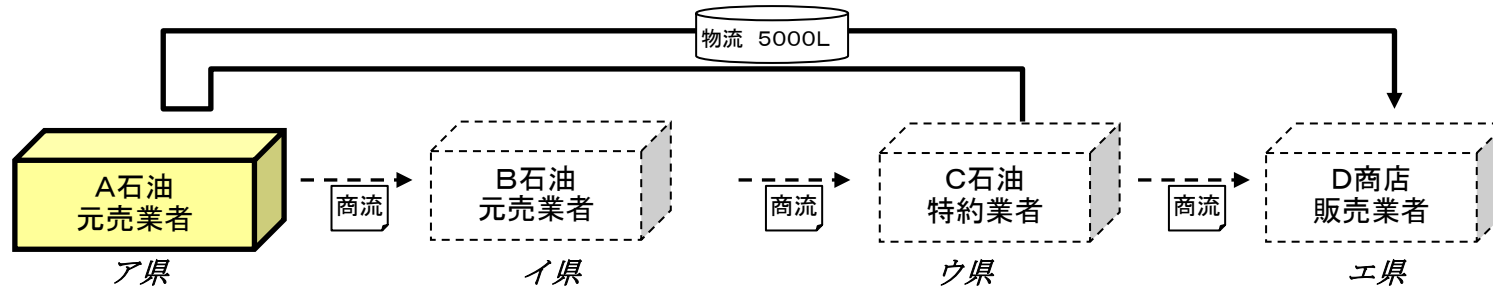 物流 5000L
A石油
元売業者
商流
B石油
元売業者
商流
C石油
特約業者
商流
D商店
販売業者
ア県
イ県
ウ県
エ県